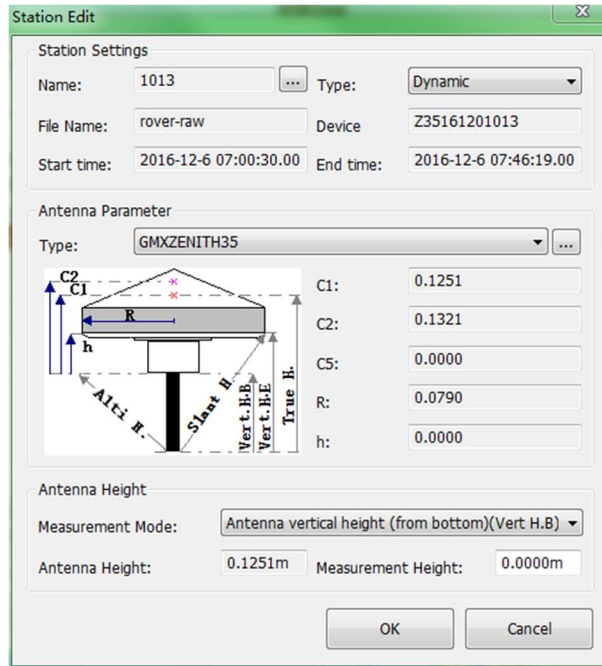 Station Edit
Station Settings
Name: 1013 ... Type: Dynamic
File Name: rover-raw Device Z35161201013
Start time: 2016-12-6 07:00:30.00 End time: 2016-12-6 07:46:19.00
Antenna Parameter
Type: GMXZENITH35 ...
C2
C1
R
h
Alti H.
Slant H.
Vert.H.B
Vert.H.E
True H.
C1: 0.1251
C2: 0.1321
C5: 0.0000
R: 0.0790
h: 0.0000
Antenna Height
Measurement Mode: Antenna vertical height (from bottom)(Vert H.B)
Antenna Height: 0.1251m Measurement Height: 0.0000m
OK Cancel